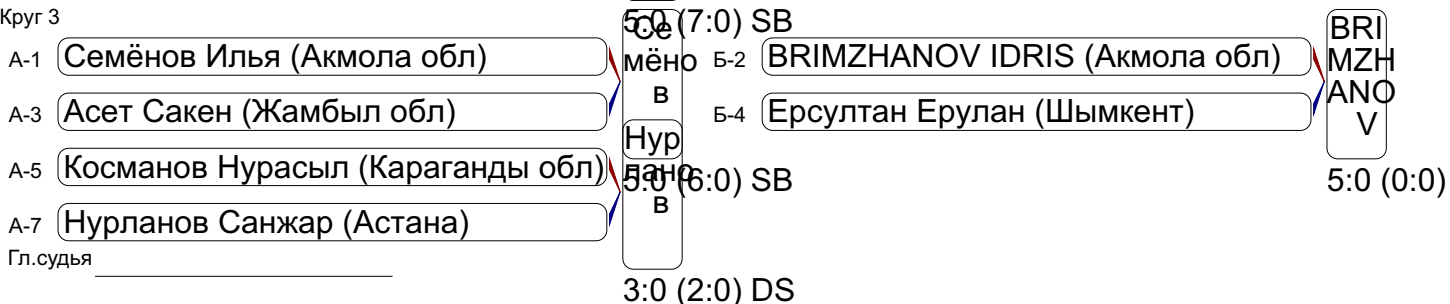 Круг 3
5:0 (7:0) SB
А-1 Семёнов Илья (Акмола обл)
А-3 Асет Сакен (Жамбыл обл)
Се
мёно
в
Б-2 BRIMZHANOV IDRIS (Акмола обл)
Б-4 Ерсултан Ерулан (Шымкент)
BRI
MZH
ANO
V
А-5 Косманов Нурасыл (Караганды обл)
А-7 Нурланов Санжар (Астана)
Нур
лано
в
5:0 (6:0) SB
5:0 (0:0)
Гл.судья
3:0 (2:0) DS